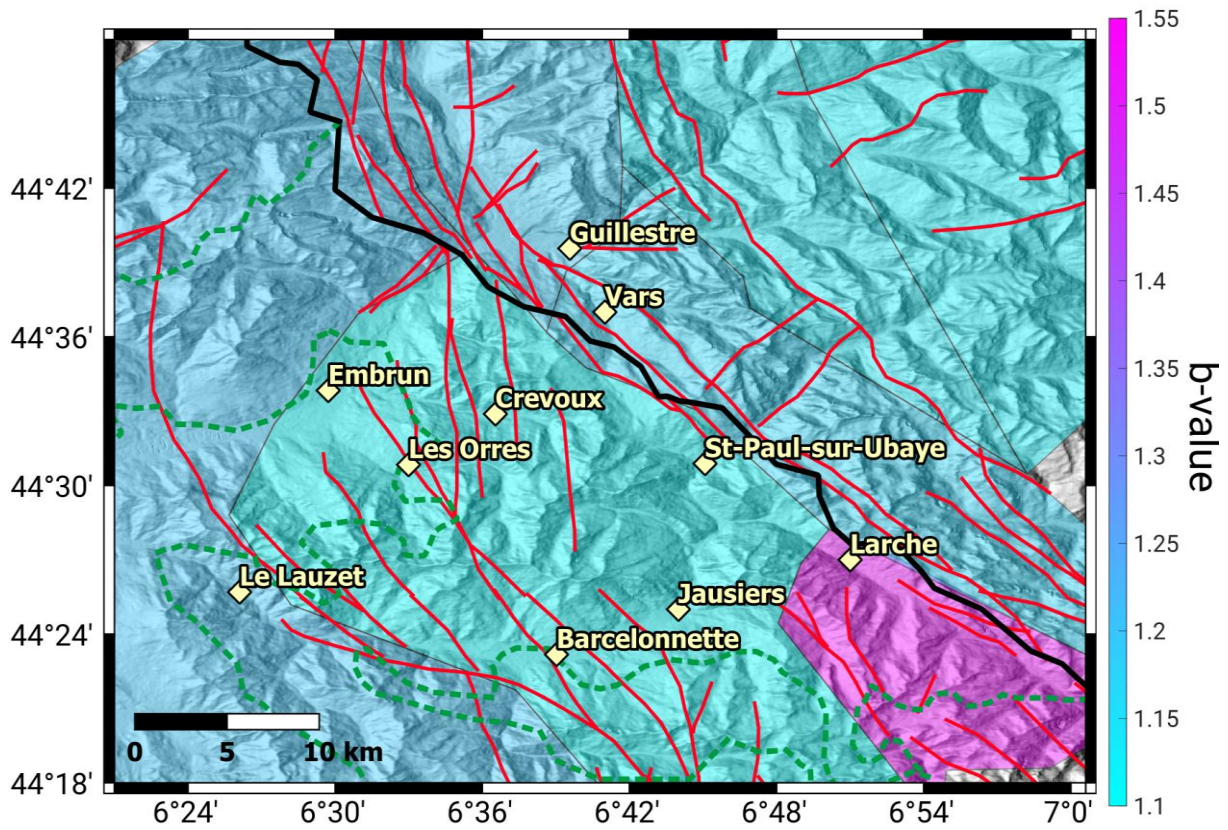 1.55
1.5
1.45
1.4
1.35
1.3
1.25
1.2
1.15
1.1
b-value
44°42'
44°36'
44°30'
44°24'
44°18'
Guillestre
Vars
Embrun
Crevoux
Les Orres
St-Paul-sur-Ubaye
Larche
Le Lauzet
Jausiers
Barcelonnette
0 5 10 km
6°24' 6°30' 6°36' 6°42' 6°48' 6°54' 7°0'